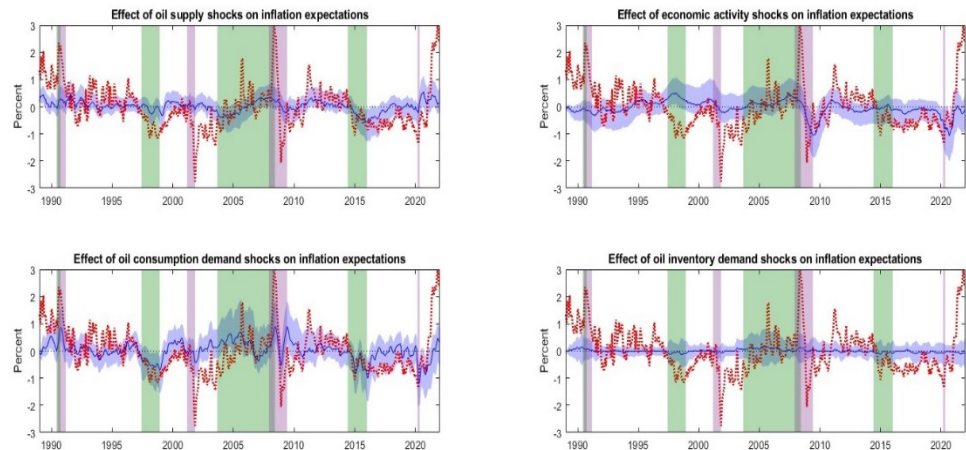 Effect of oil supply shocks on inflation expectations
3
2
1
0
-1
-2
-3
Percent
1990 1995 2000 2005 2010 2015 2020
Effect of economic activity shocks on inflation expectations
3
2
1
0
-1
-2
-3
Percent
1990 1995 2000 2005 2010 2015 2020
Effect of oil consumption demand shocks on inflation expectations
3
2
1
0
-1
-2
-3
Percent
1990 1995 2000 2005 2010 2015 2020
Effect of oil inventory demand shocks on inflation expectations
3
2
1
0
-1
-2
-3
Percent
1990 1995 2000 2005 2010 2015 2020